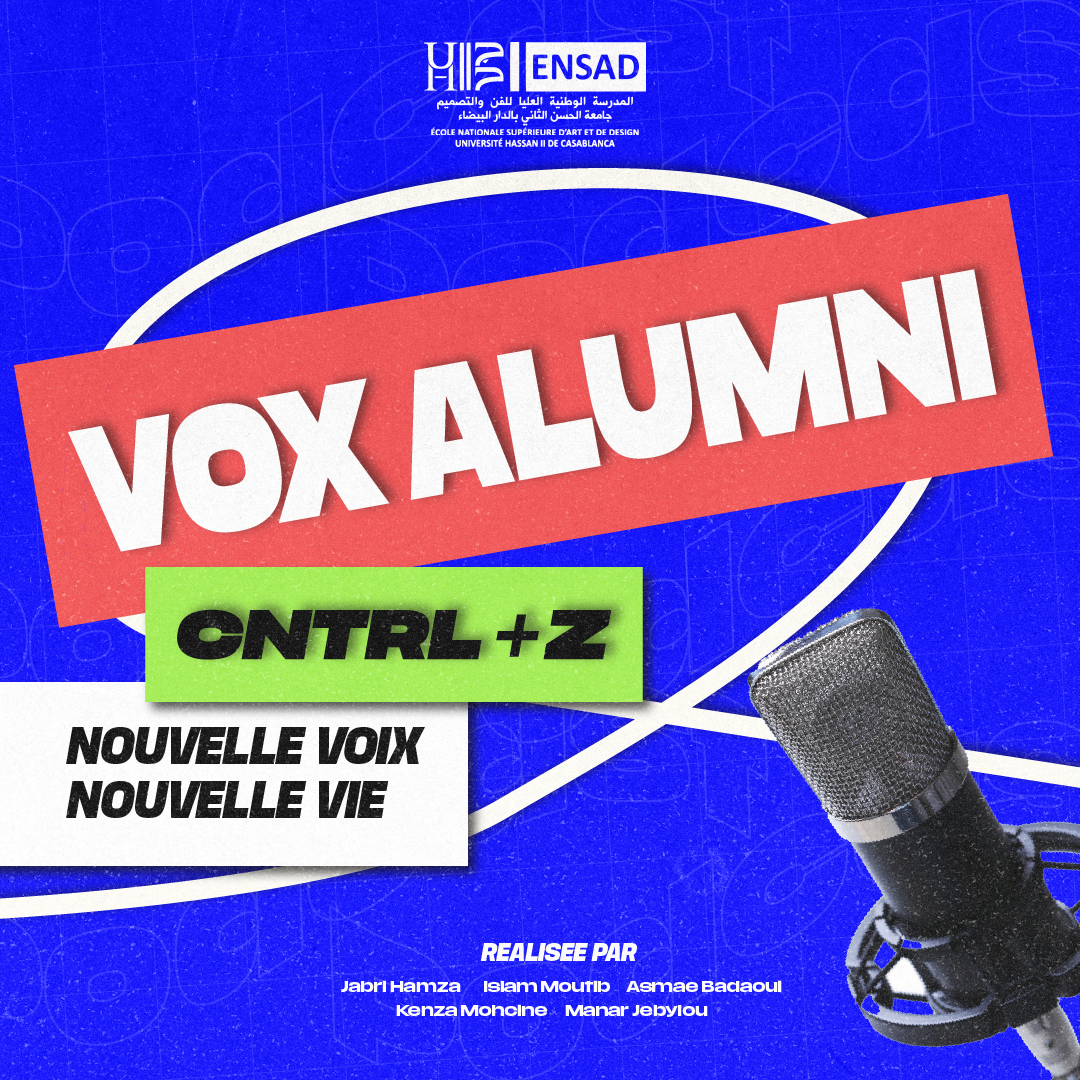 UH2C ENSAD
المدرسة الوطنية العليا للفن والتصميم
جامعة الحسن الثاني بالدار البيضاء
ÉCOLE NATIONALE SUPÉRIEURE D'ART ET DE DESIGN
UNIVERSITÉ HASSAN II DE CASABLANCA
VOX ALUMNI
CNTRL + Z
NOUVELLE VOIX
NOUVELLE VIE
REALISEE PAR
Jabri Hamza Islam Moutib Asmae Badaoui
Kenza Mohcine Manar Jebylou